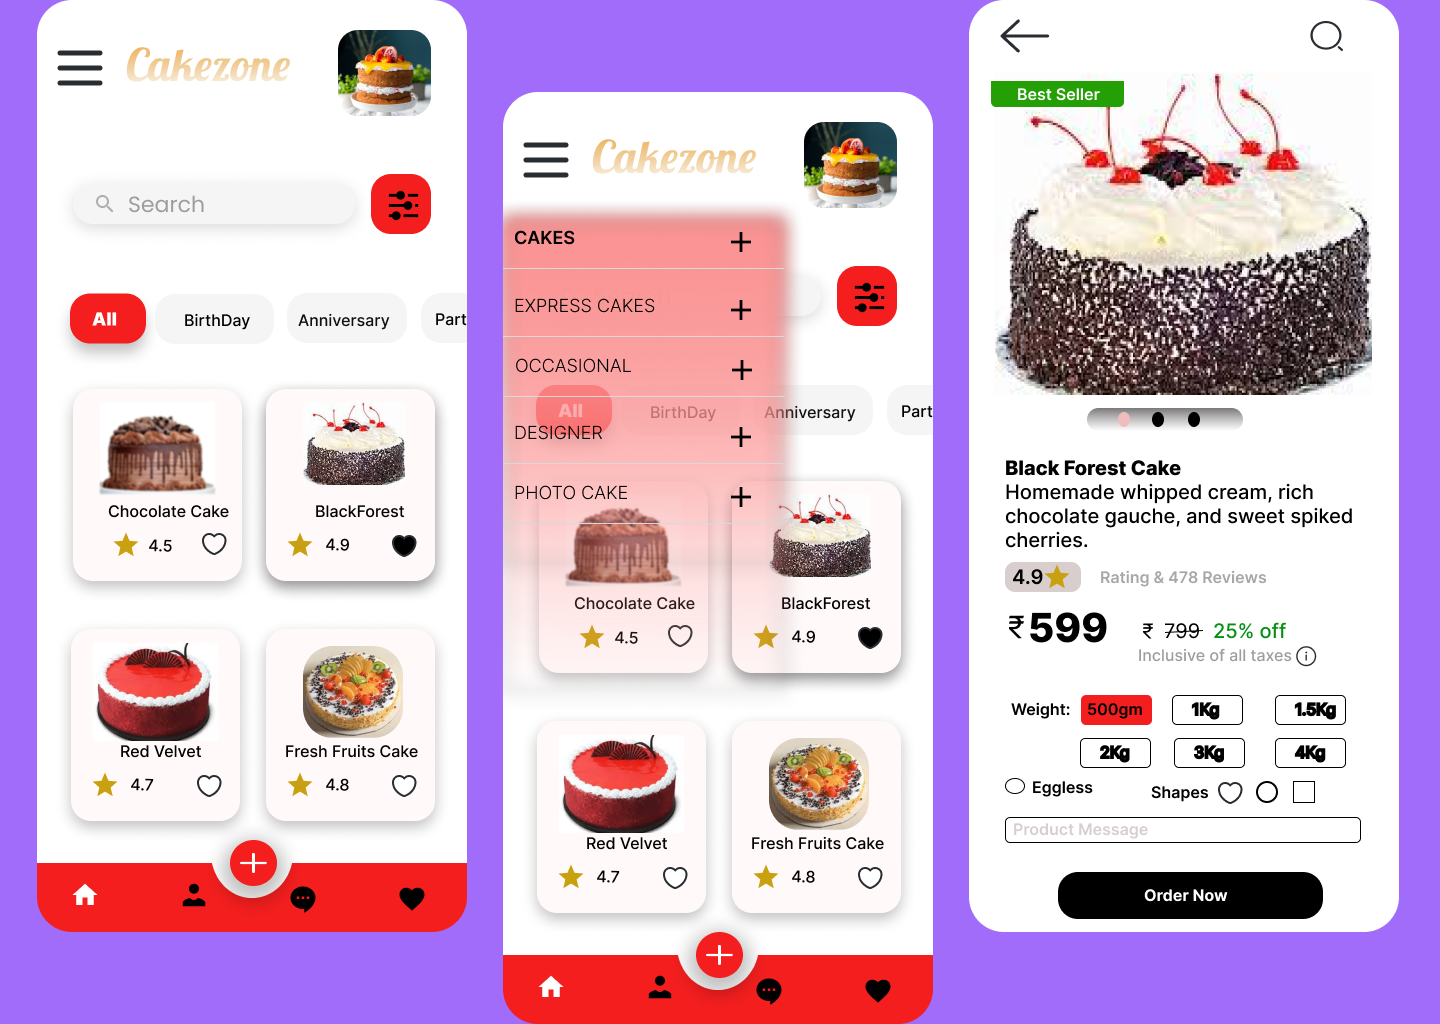 Cakezone
Search
All
BirthDay
Anniversary
Part
Chocolate Cake
4.5
BlackForest
4.9
Red Velvet
4.7
Fresh Fruits Cake
4.8
Cakezone
CAKES
EXPRESS CAKES
OCCASIONAL
All
BirthDay
Anniversary
Part
DESIGNER
PHOTO CAKE
Chocolate Cake
4.5
BlackForest
4.9
Red Velvet
4.7
Fresh Fruits Cake
4.8
Best Seller
Black Forest Cake
Homemade whipped cream, rich
chocolate gauche, and sweet spiked
cherries.
4.9
Rating & 478 Reviews
₹599
₹ 799 25% off
Inclusive of all taxes
Weight:
500gm
1Kg
1.5Kg
2Kg
3Kg
4Kg
Eggless
Shapes
Product Message
Order Now